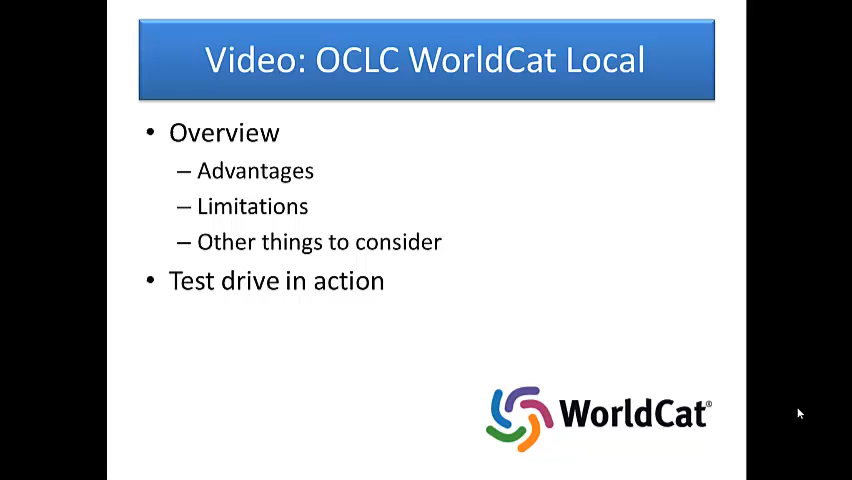 Video: OCLC WorldCat Local
• Overview
– Advantages
– Limitations
– Other things to consider
• Test drive in action
WorldCat®